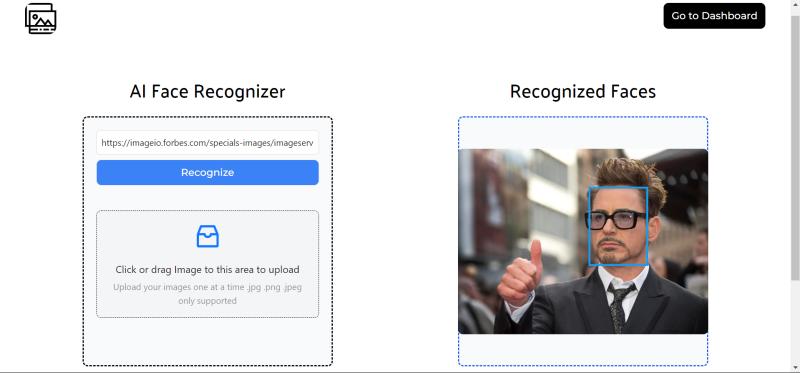 Go to Dashboard
AI Face Recognizer
Recognized Faces
https://imageio.forbes.com/specials-images/imageserv
Recognize
Click or drag Image to this area to upload
Upload your images one at a time .jpg .png .jpeg
only supported